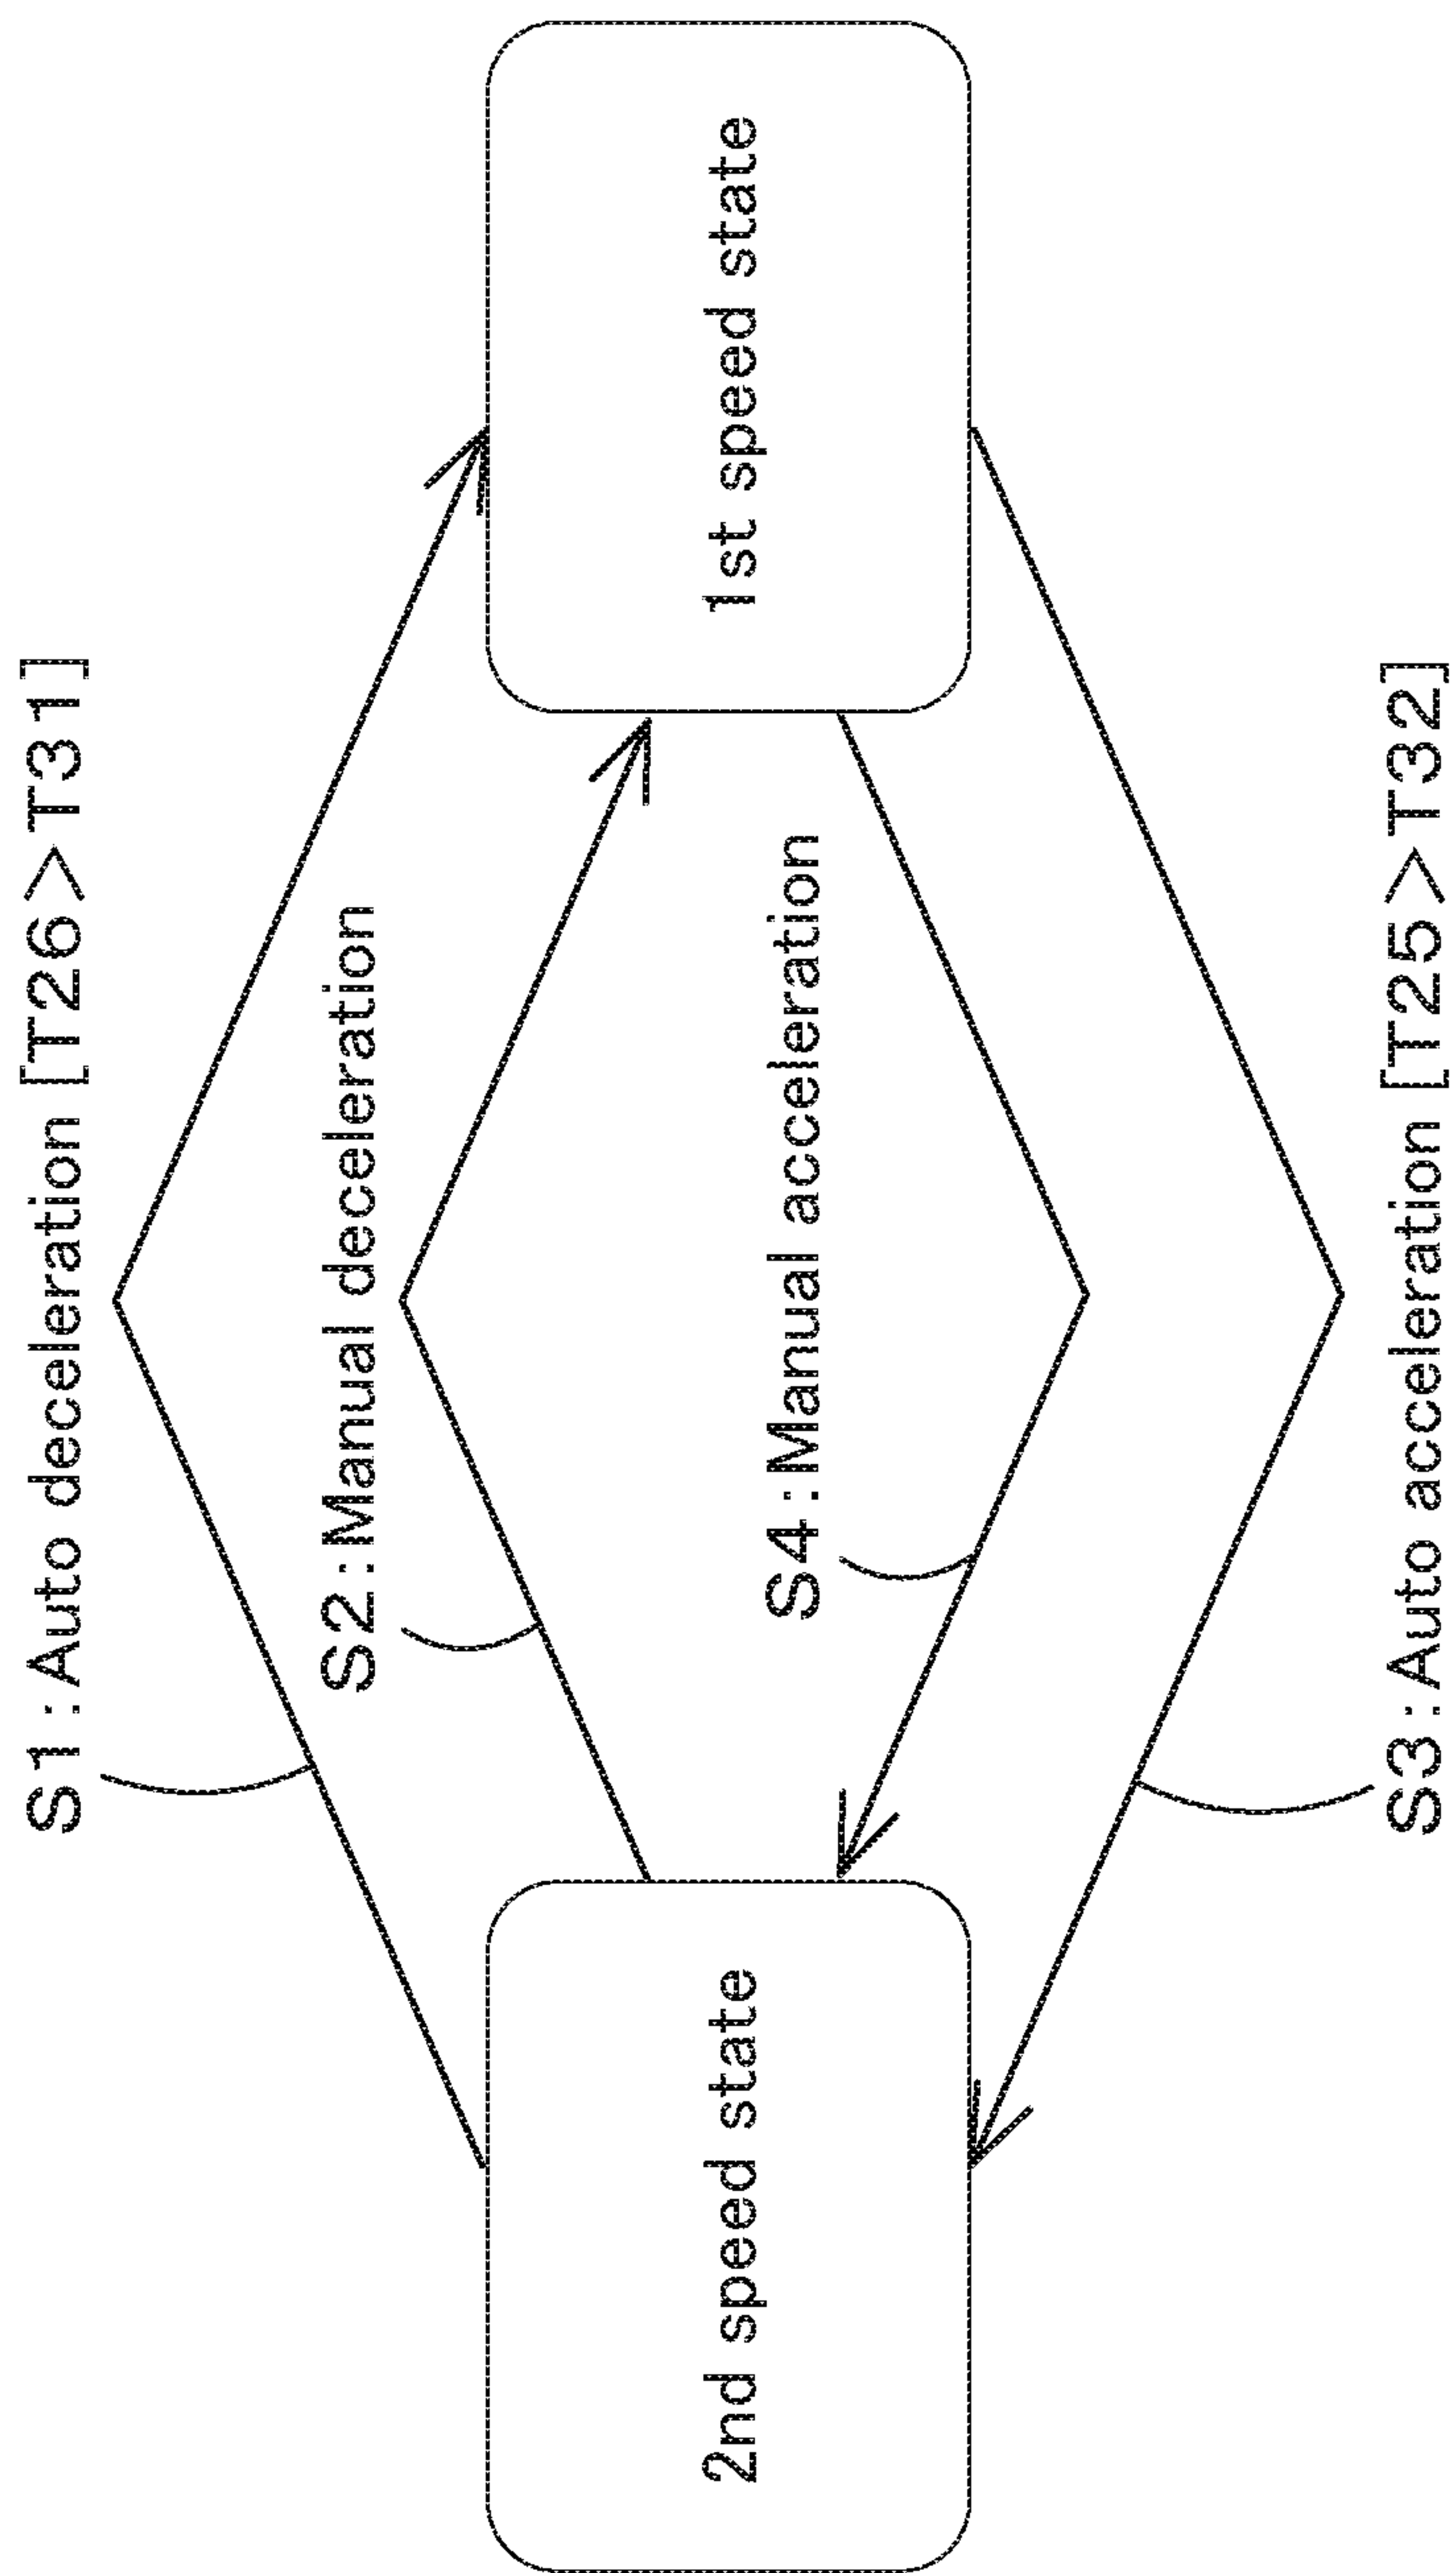 S1:Auto deceleration [T26>T31]
S2:Manual deceleration
2nd speed state
1st speed state
S4:Manual acceleration
S3:Auto acceleration [T25>T32]